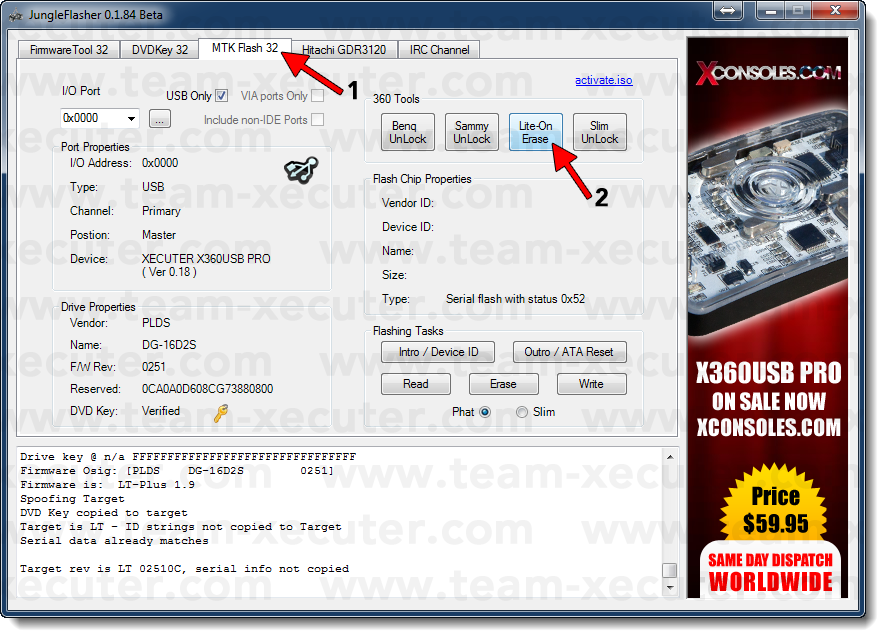 JungleFlasher 0.1.84 Beta
FirmwareTool 32
DVDKey 32
MTK Flash 32
Hitachi GDR3120
IRC Channel
1
activate.iso
I/O Port
USB Only
VIA ports Only
0x0000
...
Include non-IDE Ports
360 Tools
Benq
UnLock
Sammy
UnLock
Lite-On
Erase
Slim
UnLock
2
Port Properties
I/O Address: 0x0000
Type: USB
Channel: Primary
Postion: Master
Device: XECUTER X360USB PRO
( Ver 0.18 )
Flash Chip Properties
Vendor ID:
Device ID:
Name:
Size:
Type: Serial flash with status 0x52
Drive Properties
Vendor: PLDS
Name: DG-16D2S
F/W Rev: 0251
Reserved: 0CA0A0D608CG73880800
DVD Key: Verified
Flashing Tasks
Intro / Device ID
Outro / ATA Reset
Read
Erase
Write
Phat
Slim
Drive key @ n/a FFFFFFFFFFFFFFFFFFFFFFFFFFFFFFFF
Firmware Osig: [PLDS DG-16D2S 0251]
Firmware is: LT-Plus 1.9
Spoofing Target
DVD Key copied to target
Target is LT - ID strings not copied to Target
Serial data already matches
Target rev is LT 02510C, serial info not copied
XCONSOLES.COM
X360USB PRO
ON SALE NOW
XCONSOLES.COM
Price
$59.95
SAME DAY DISPATCH
WORLDWIDE
www.team-xecuter.com